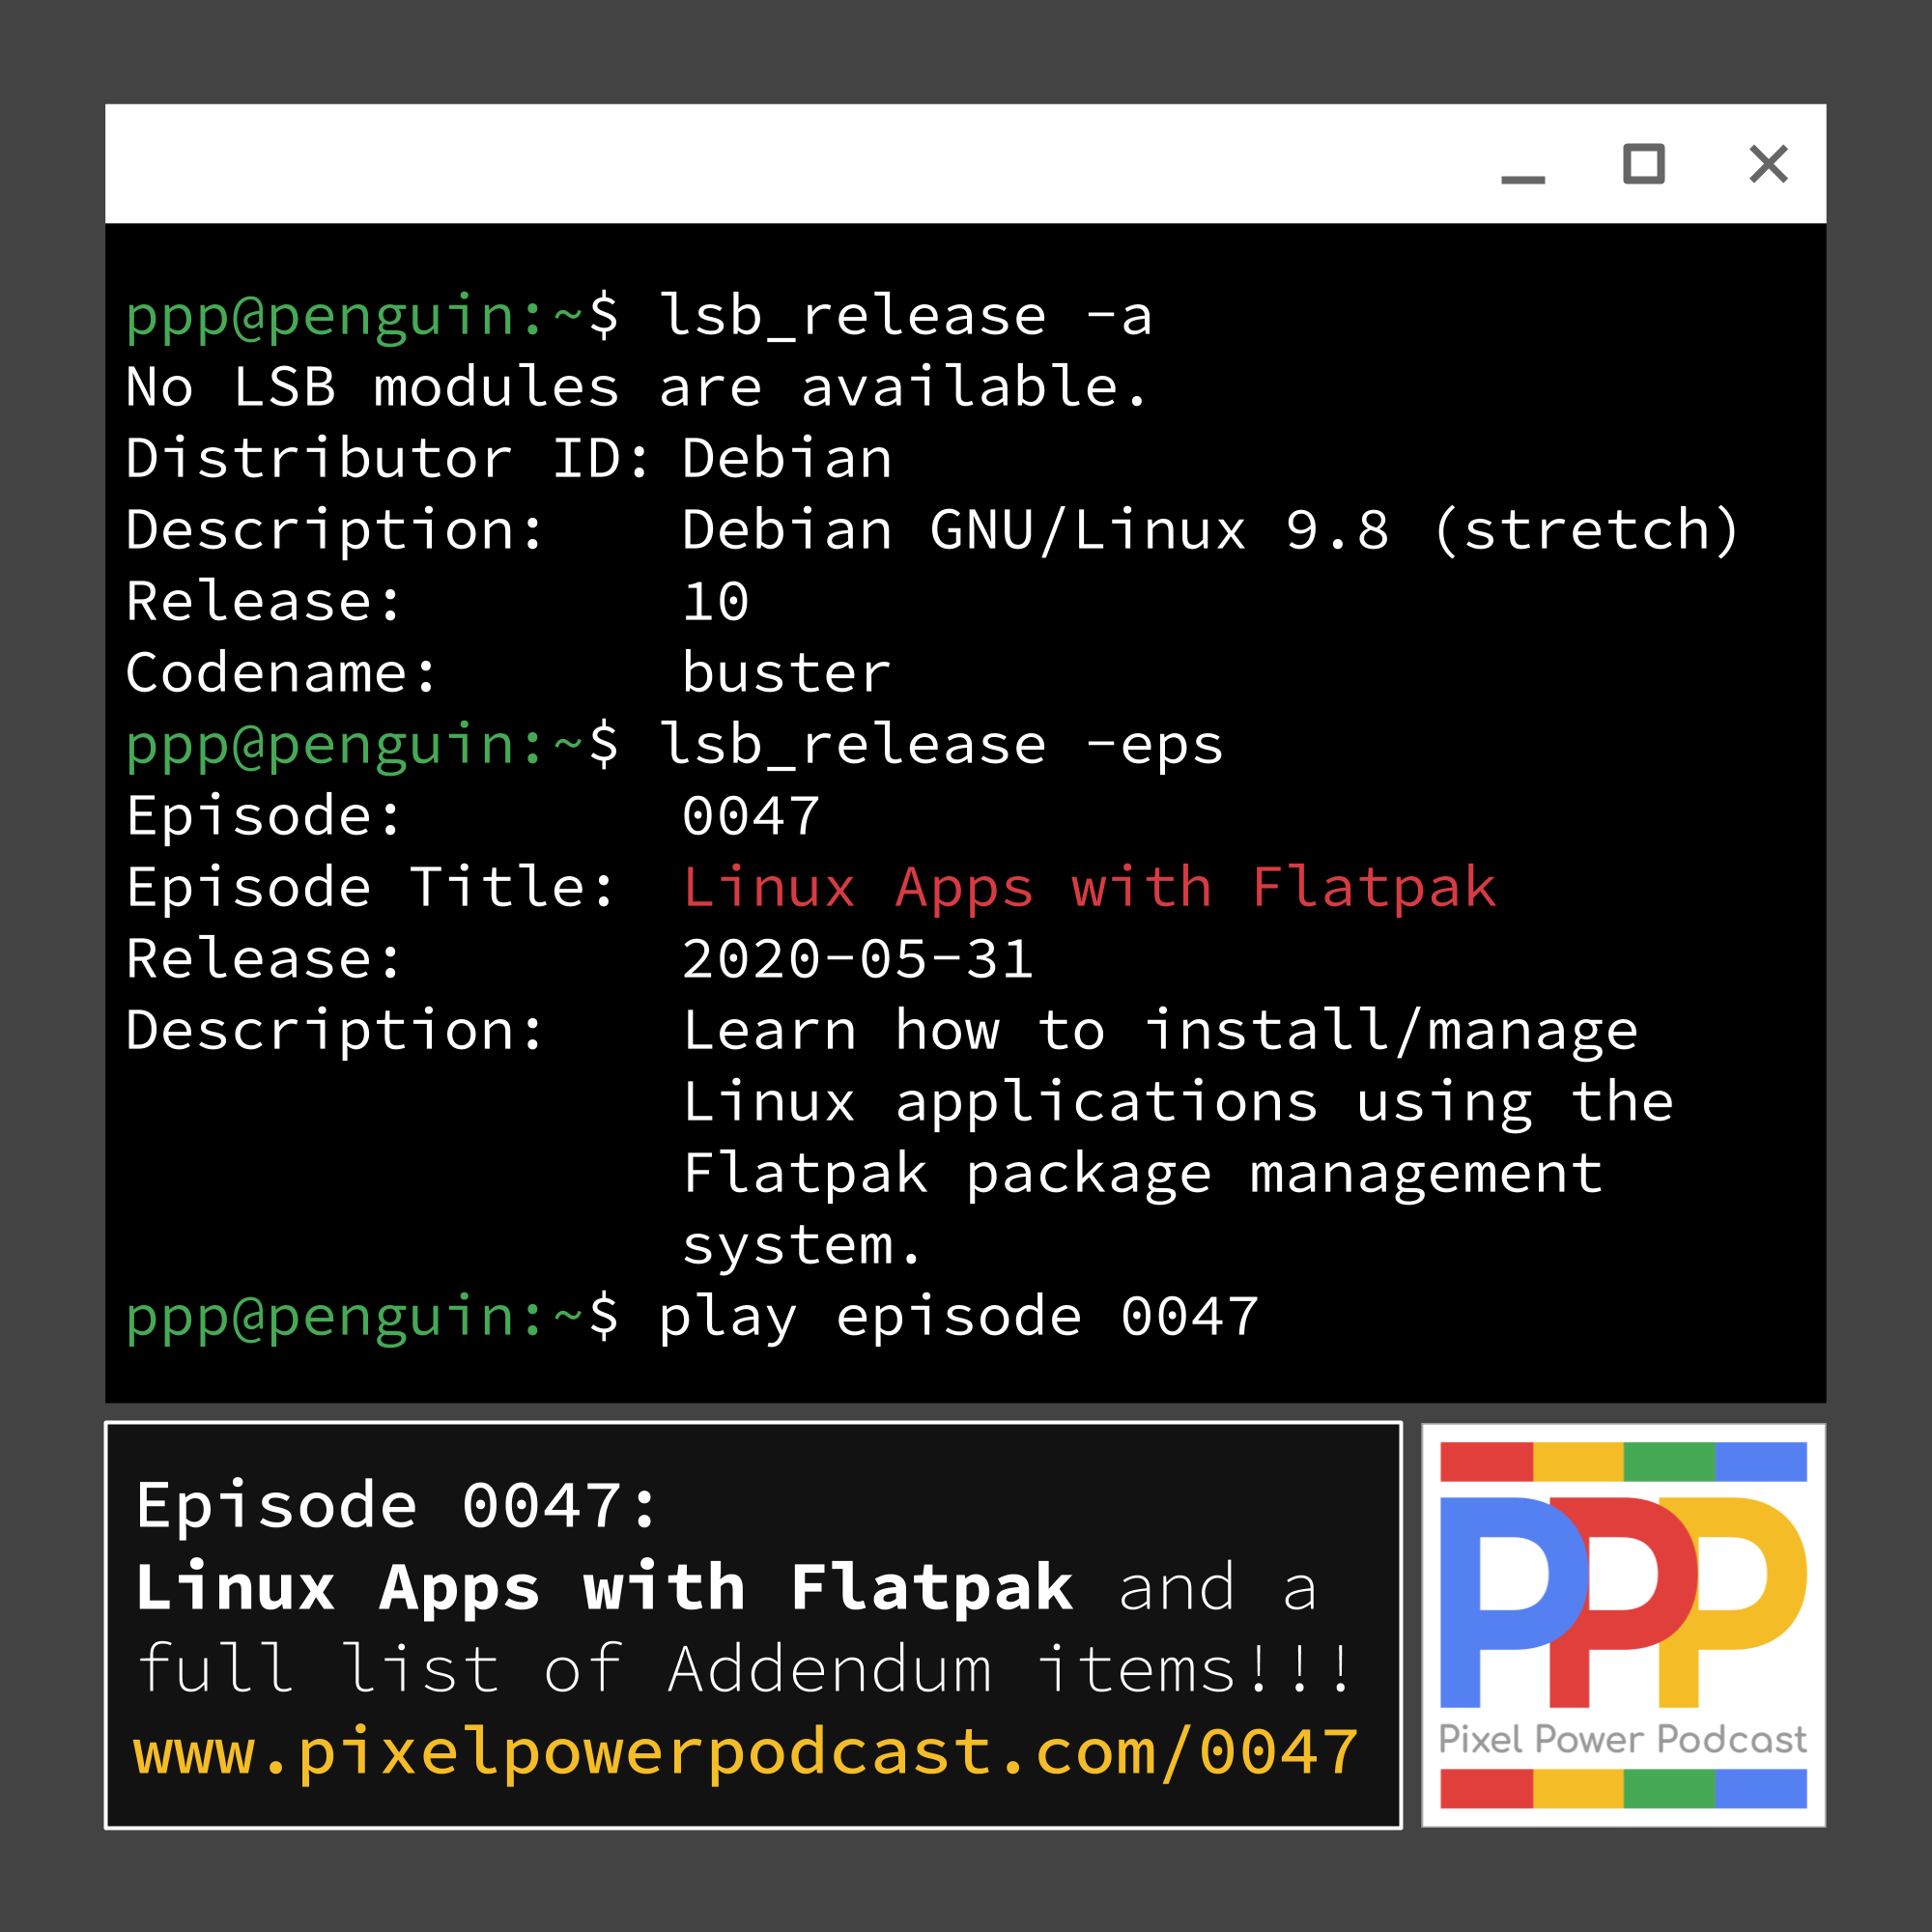 ppp@penguin:~$ lsb_release -a
No LSB modules are available.
Distributor ID: Debian
Description: Debian GNU/Linux 9.8 (stretch)
Release: 10
Codename: buster
ppp@penguin:~$ lsb_release -eps
Episode: 0047
Episode Title: Linux Apps with Flatpak
Release: 2020-05-31
Description: Learn how to install/manage
Linux applications using the
Flatpak package management
system.
ppp@penguin:~$ play episode 0047
Episode 0047:
Linux Apps with Flatpak and a
full list of Addendum items!!!
www.pixelpowerpodcast.com/0047
PPP
Pixel Power Podcast